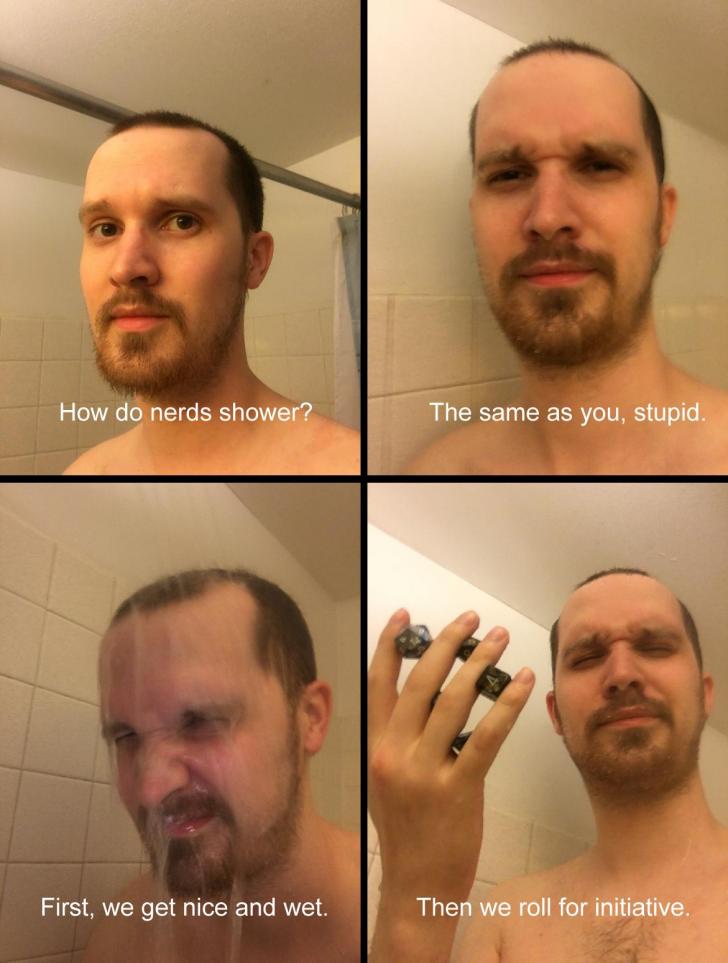 How do nerds shower?
The same as you, stupid.
First, we get nice and wet.
Then we roll for initiative.
4